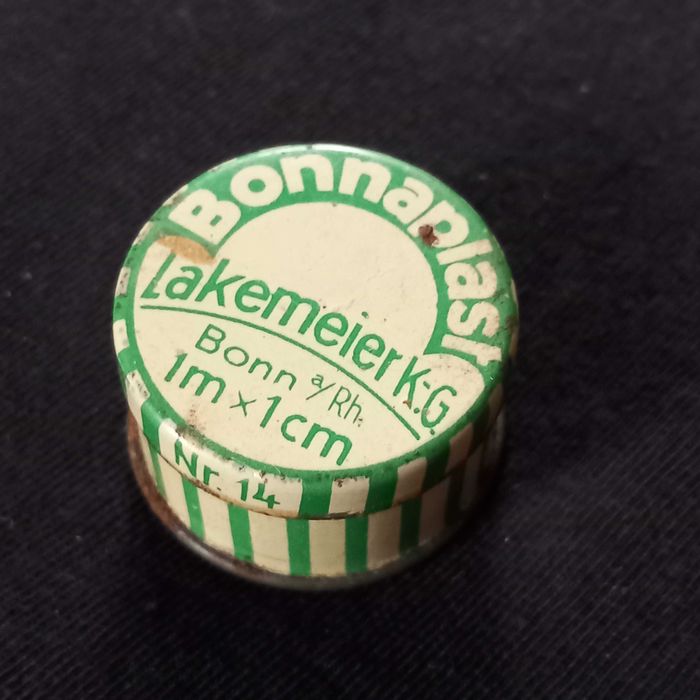 Bonnaplast
Lakemeier K.-G.
Bonn a/Rh.
1m x 1cm
Nr. 14